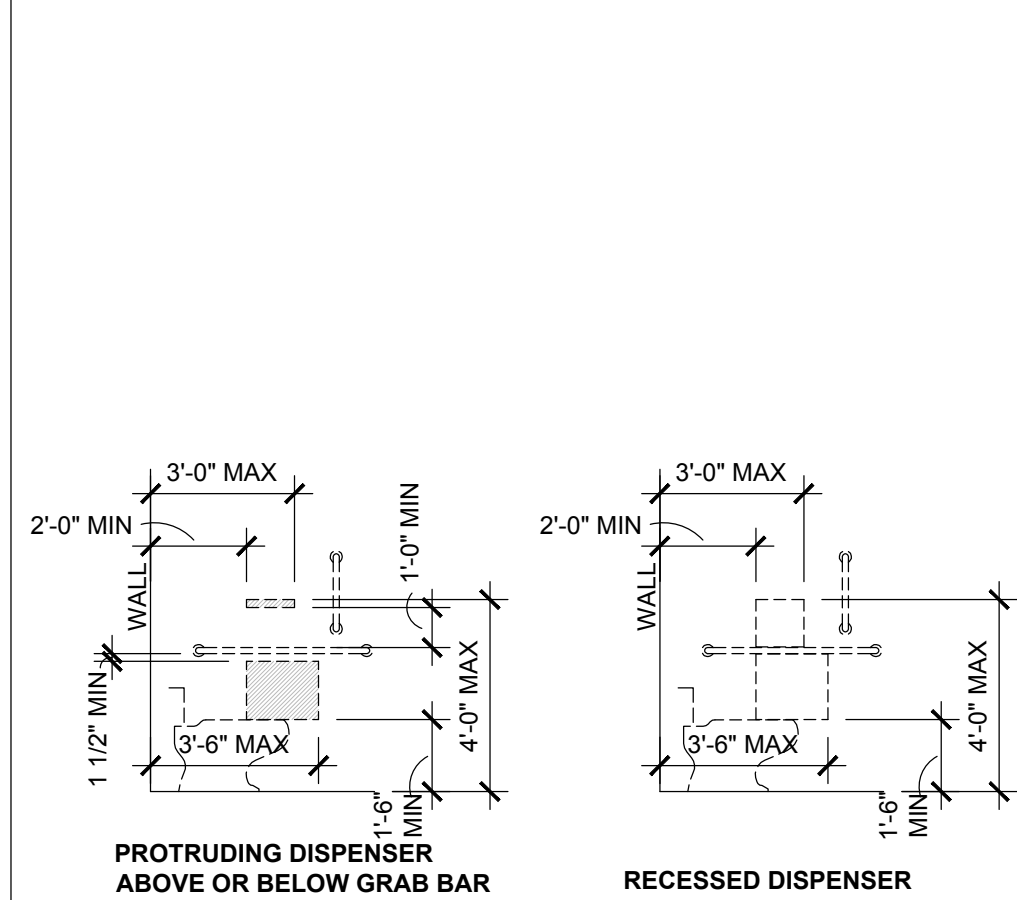 3'-0" MAX
2'-0" MIN
WALL
1'-0" MIN
1 1/2" MIN
4'-0" MAX
3'-6" MAX
1'-6"
MIN
PROTRUDING DISPENSER
ABOVE OR BELOW GRAB BAR
3'-0" MAX
2'-0" MIN
WALL
4'-0" MAX
3'-6" MAX
1'-6"
MIN
RECESSED DISPENSER